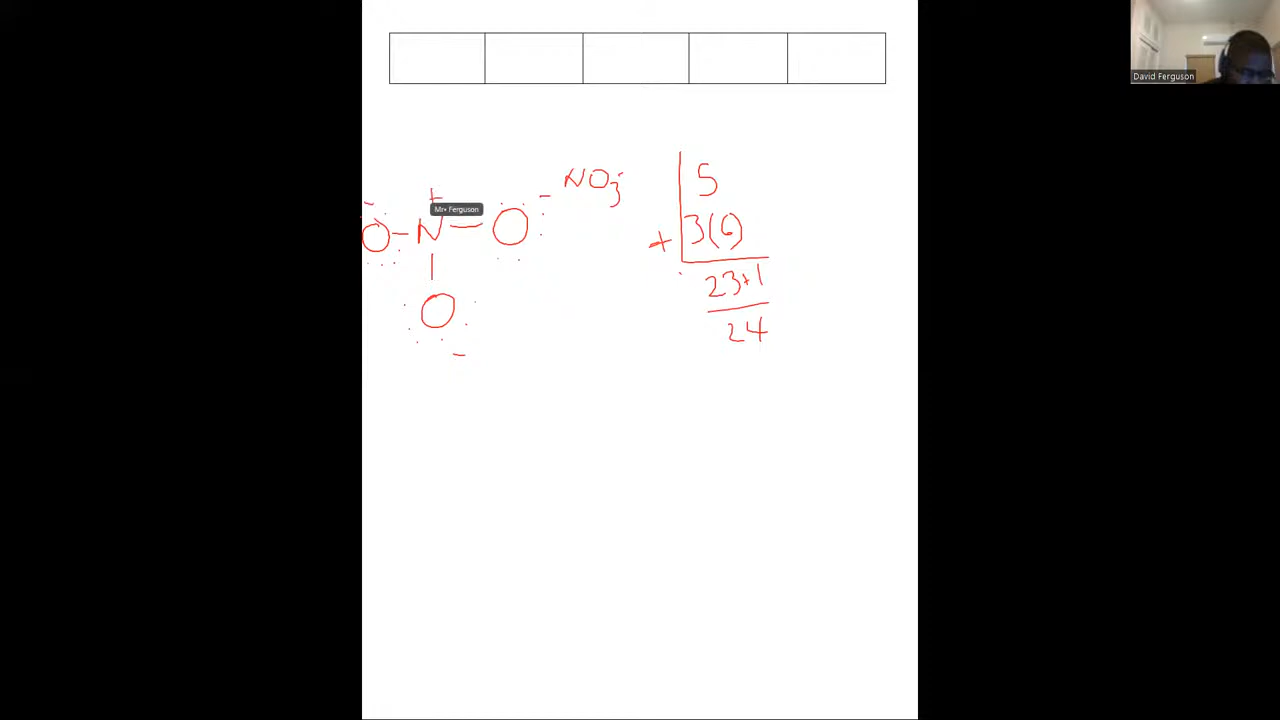 David Ferguson
NO3-
5
+
Mr• Ferguson
-
-
O-N-O
3(6)
+
23+1
O
24
-